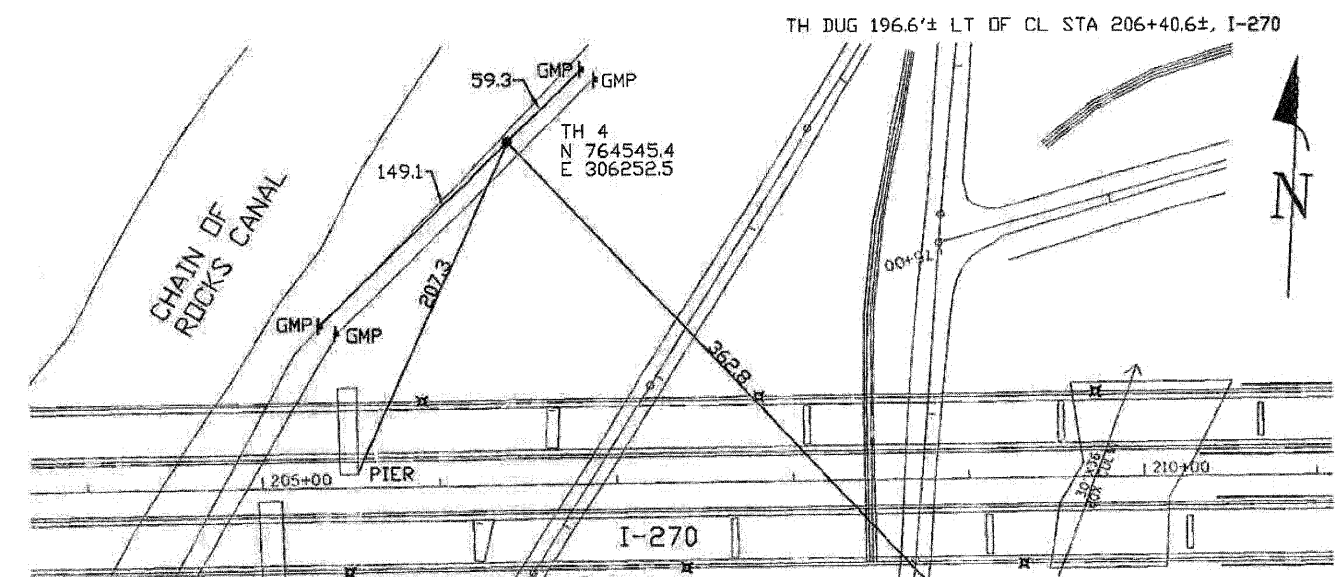 TH DUG 196.6'± LT OF CL STA 206+40.6±, I-270
59.3
GMP
GMP
TH 4
N 764545.4
E 306252.5
149.1
CHAIN OF
ROCKS CANAL
N
207.3
15+00
GMP
GMP
362.8
205+00
PIER
210+00
I-270